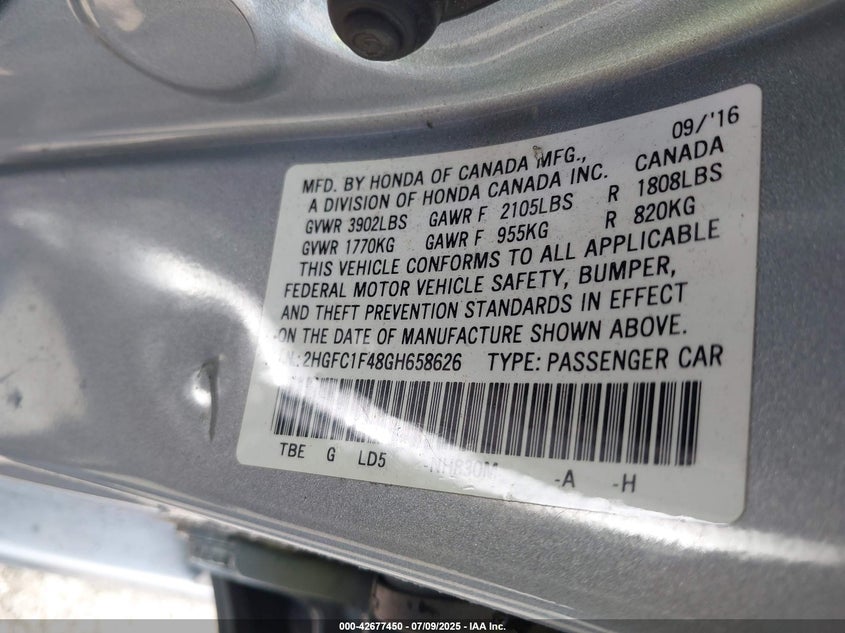 09/'16
MFD. BY HONDA OF CANADA MFG., CANADA
A DIVISION OF HONDA CANADA INC.
GVWR 3902LBS GAWR F 2105LBS R 1808LBS
GVWR 1770KG GAWR F 955KG R 820KG
THIS VEHICLE CONFORMS TO ALL APPLICABLE
FEDERAL MOTOR VEHICLE SAFETY, BUMPER,
AND THEFT PREVENTION STANDARDS IN EFFECT
ON THE DATE OF MANUFACTURE SHOWN ABOVE.
2HGFC1F48GH658626 TYPE: PASSENGER CAR
TBE G LD5 -NH830M -A -H
000-42677450 - 07/09/2025 - IAA Inc.